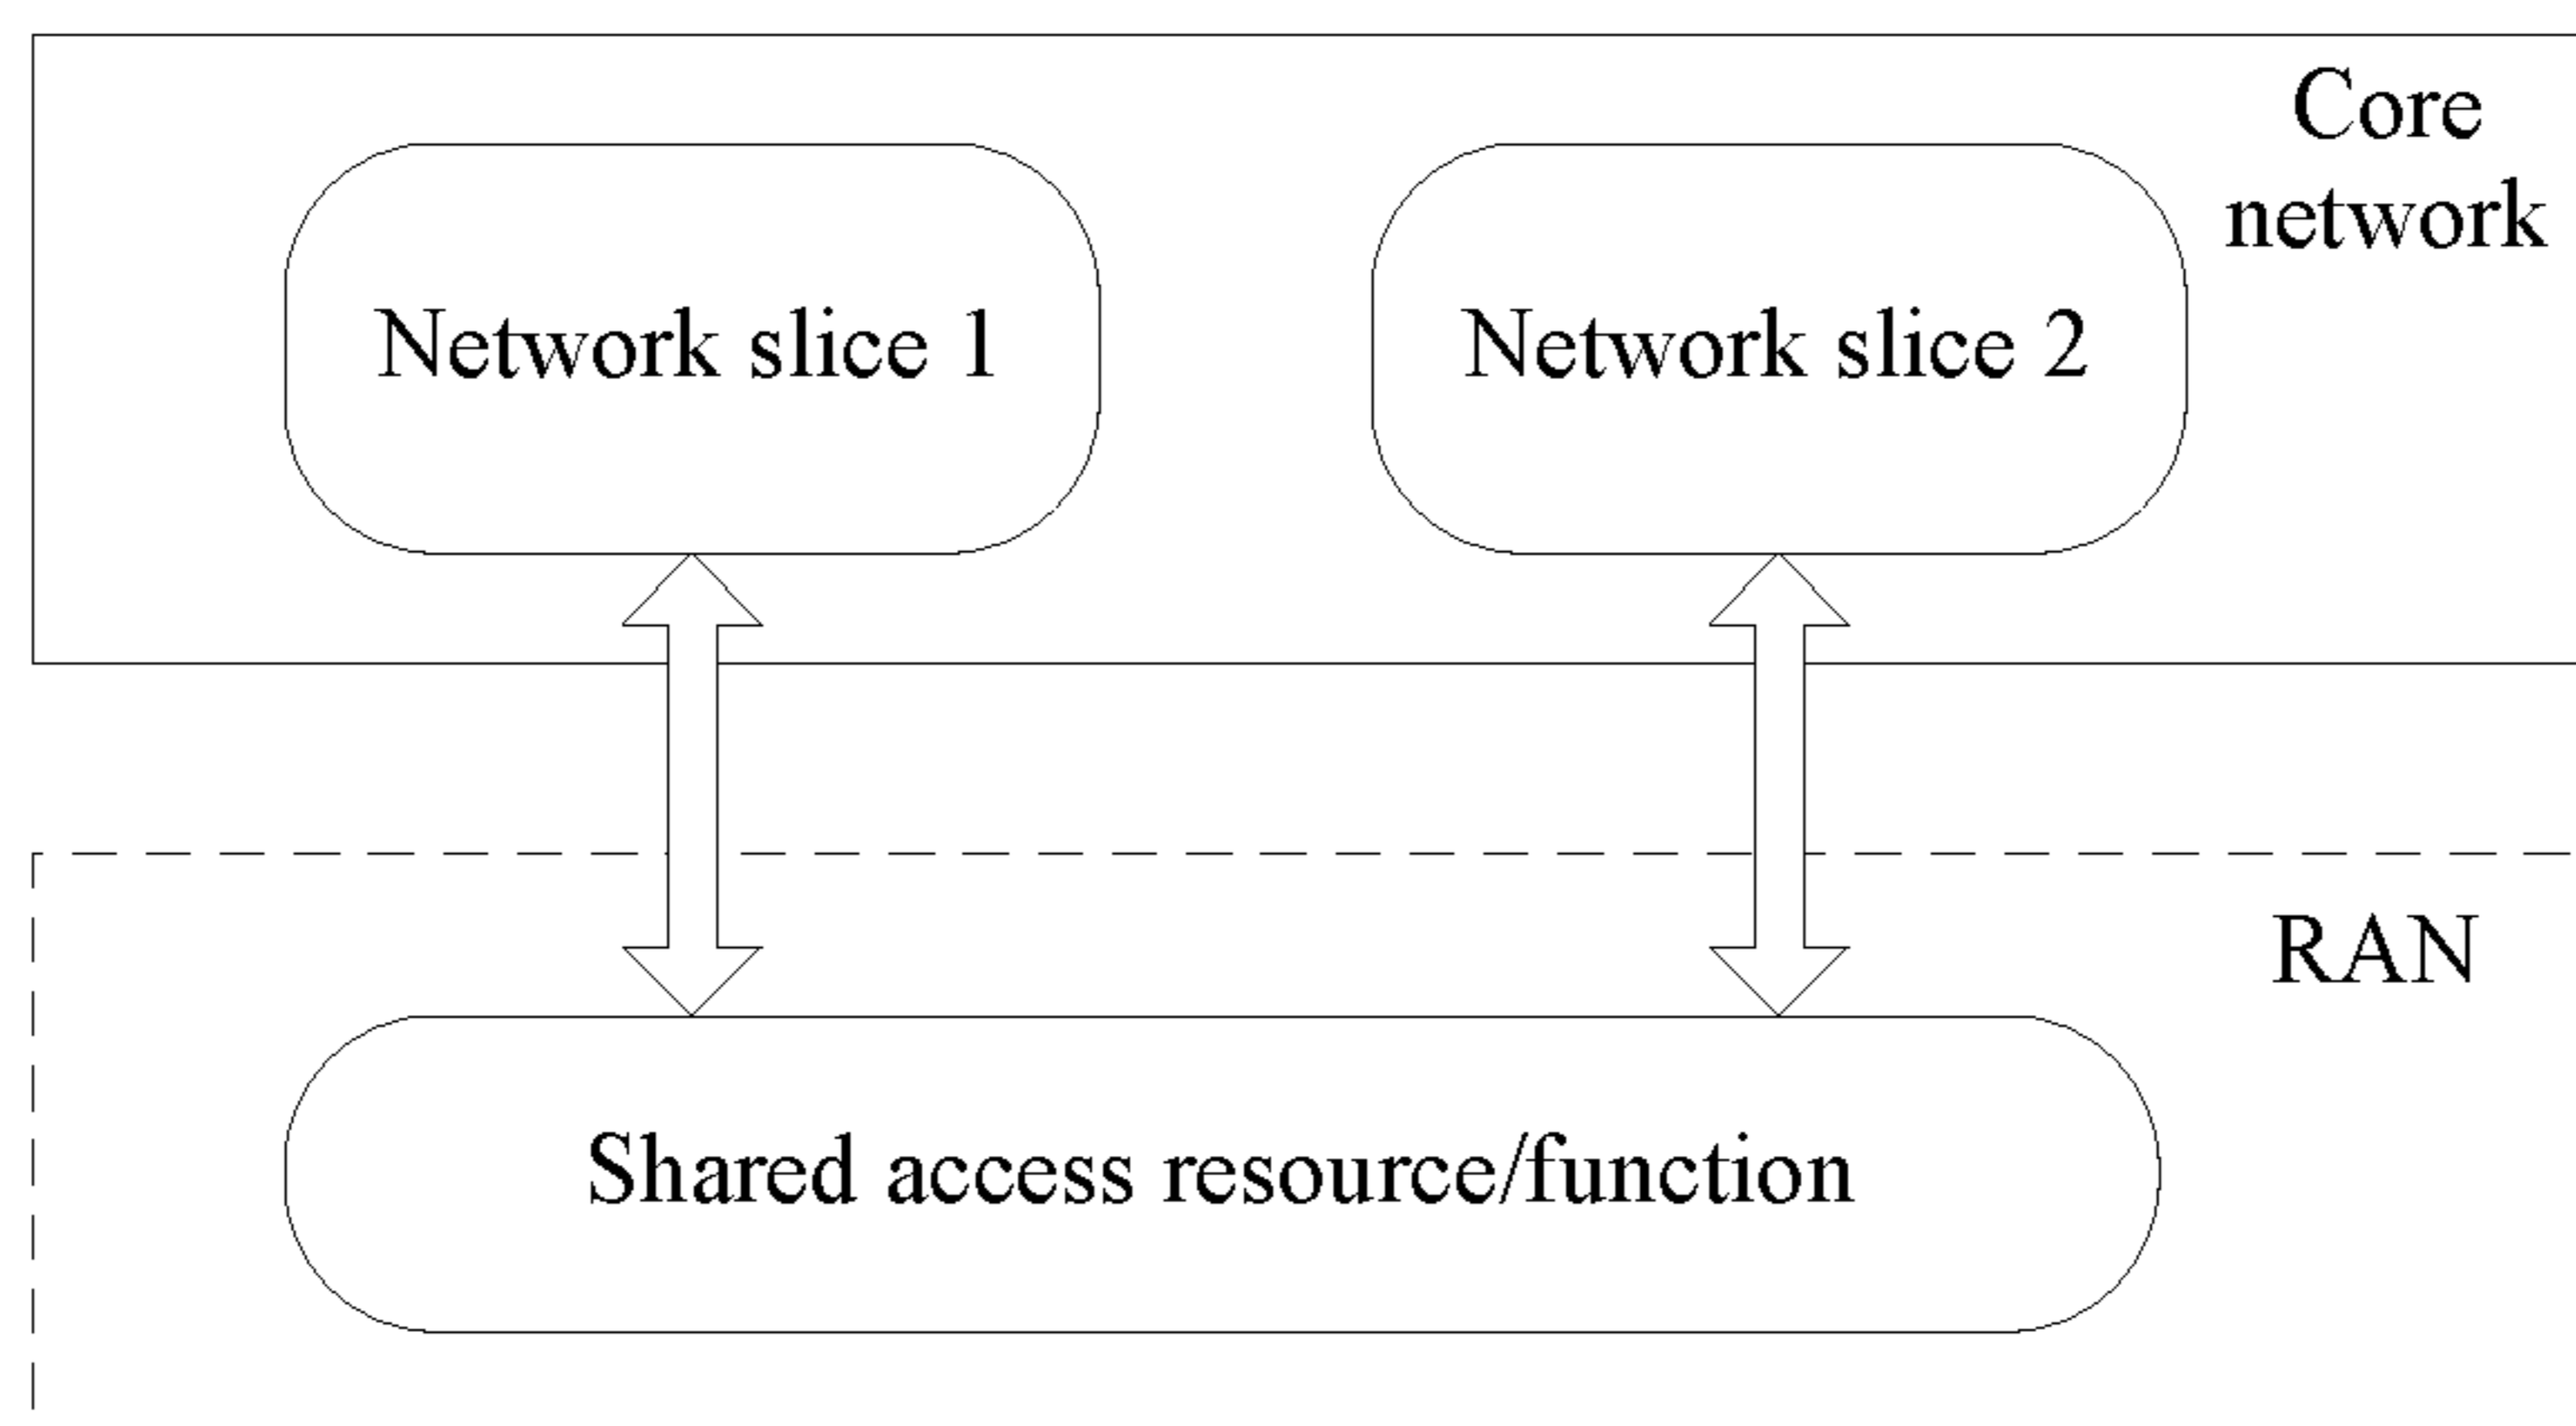 Core
network
Network slice 1
Network slice 2
RAN
Shared access resource/function